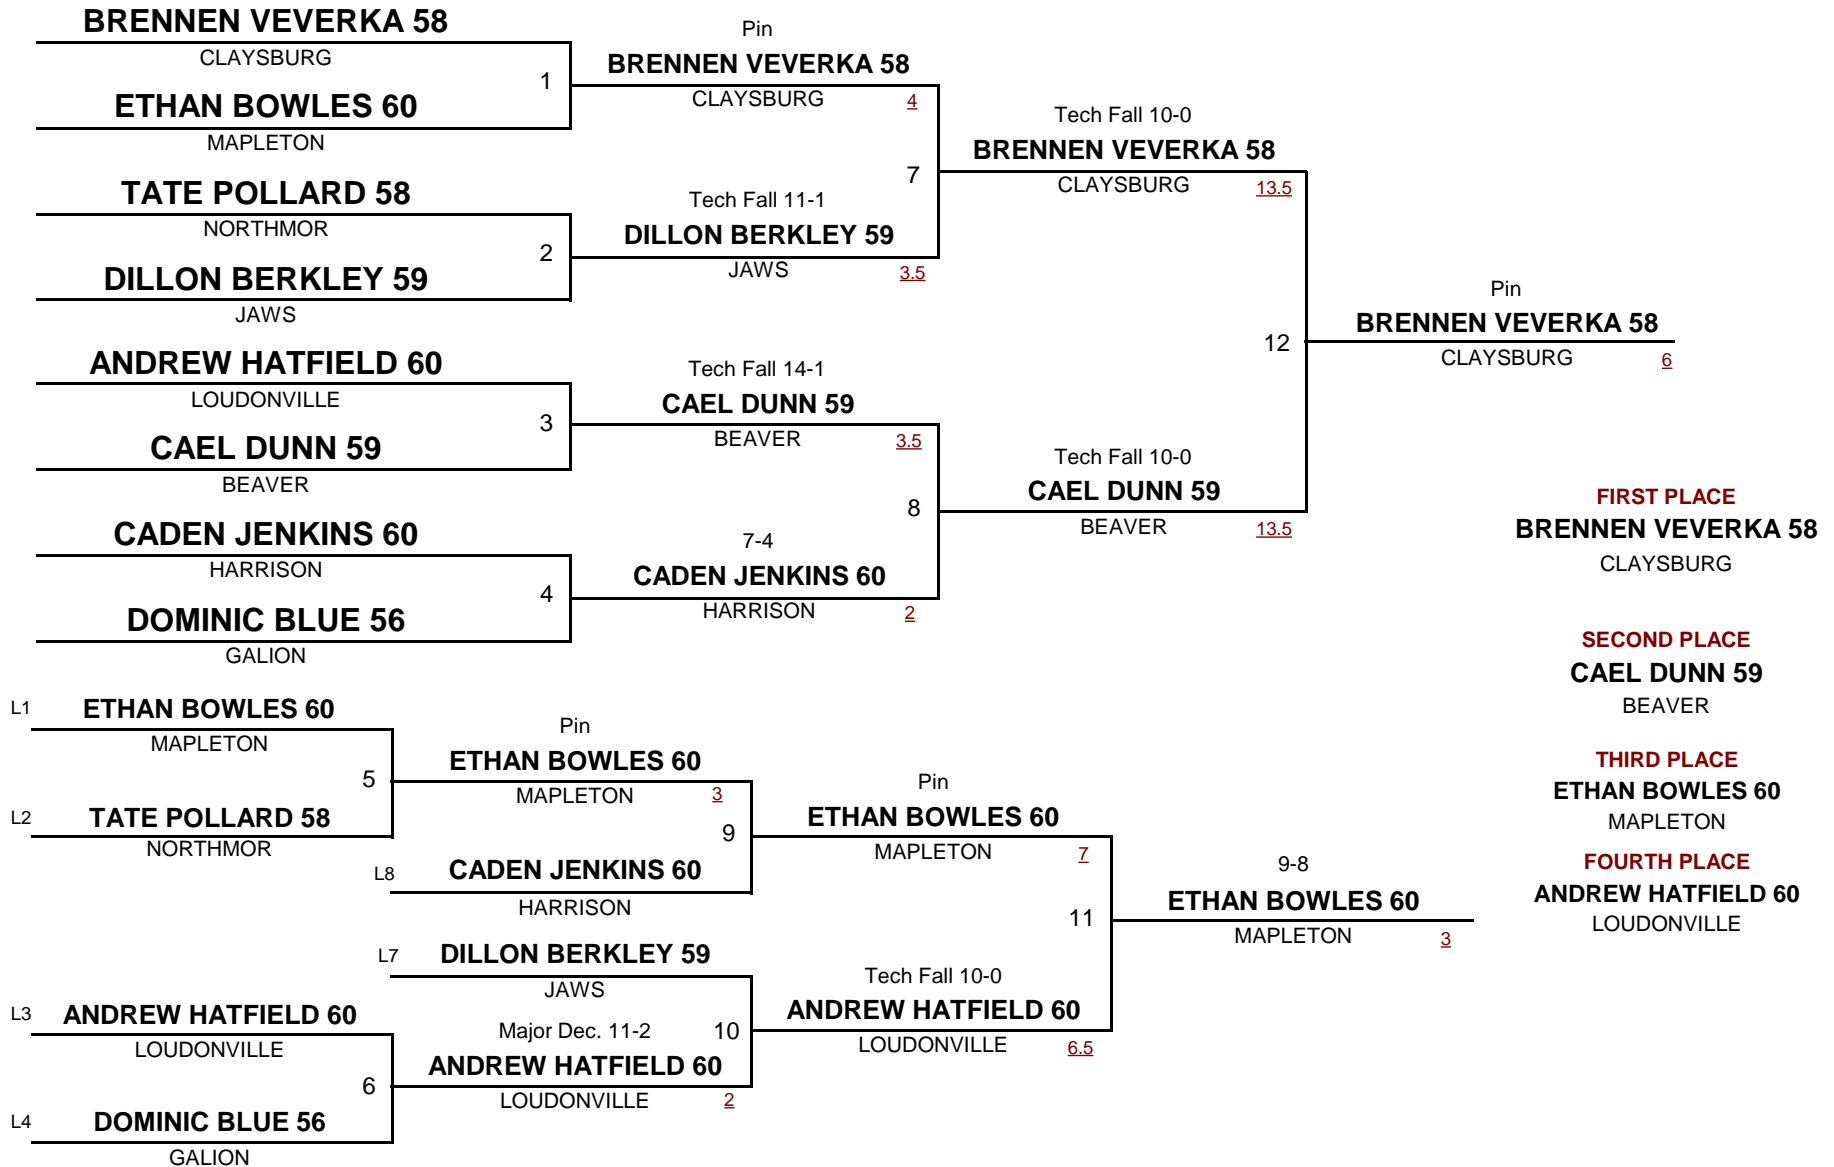 BRENNEN VEVERKA 58
CLAYSBURG
1
ETHAN BOWLES 60
MAPLETON
TATE POLLARD 58
NORTHMOR
2
DILLON BERKLEY 59
JAWS
ANDREW HATFIELD 60
LOUDONVILLE
3
CAEL DUNN 59
BEAVER
CADEN JENKINS 60
HARRISON
4
DOMINIC BLUE 56
GALION
Pin
BRENNEN VEVERKA 58
CLAYSBURG 4
7
Tech Fall 11-1
DILLON BERKLEY 59
JAWS 3.5
Tech Fall 14-1
CAEL DUNN 59
BEAVER 3.5
8
7-4
CADEN JENKINS 60
HARRISON 2
Tech Fall 10-0
BRENNEN VEVERKA 58
CLAYSBURG 13.5
12
Tech Fall 10-0
CAEL DUNN 59
BEAVER 13.5
Pin
BRENNEN VEVERKA 58
CLAYSBURG 6
FIRST PLACE
BRENNEN VEVERKA 58
CLAYSBURG
SECOND PLACE
CAEL DUNN 59
BEAVER
THIRD PLACE
ETHAN BOWLES 60
MAPLETON
FOURTH PLACE
ANDREW HATFIELD 60
LOUDONVILLE
L1 ETHAN BOWLES 60
MAPLETON
5
L2 TATE POLLARD 58
NORTHMOR
L3 ANDREW HATFIELD 60
LOUDONVILLE
6
L4 DOMINIC BLUE 56
GALION
Pin
ETHAN BOWLES 60
MAPLETON 3
9
L8 CADEN JENKINS 60
HARRISON
L7 DILLON BERKLEY 59
JAWS
Major Dec. 11-2 10
ANDREW HATFIELD 60
LOUDONVILLE 2
Pin
ETHAN BOWLES 60
MAPLETON 7
11
Tech Fall 10-0
ANDREW HATFIELD 60
LOUDONVILLE 6.5
9-8
ETHAN BOWLES 60
MAPLETON 3